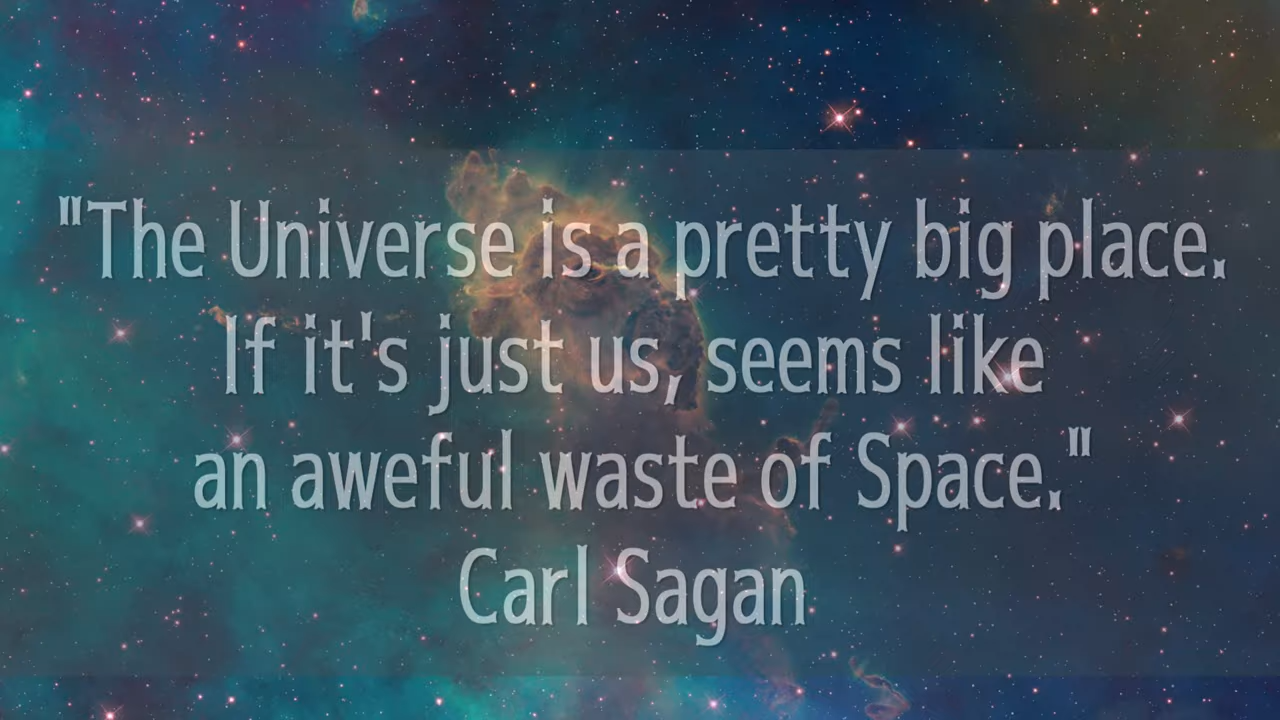 "The Universe is a pretty big place.
If it's just us, seems like
an aweful waste of Space."
Carl Sagan